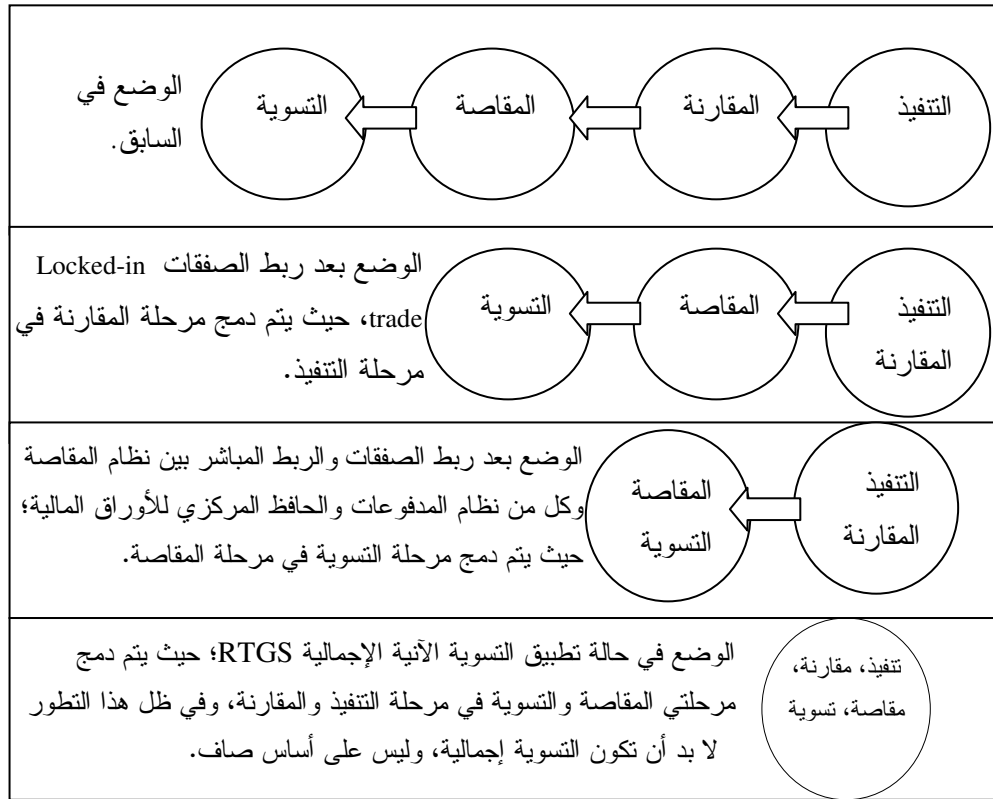 التنفيذ
المقارنة
المقاصة
التسوية
الوضع في
السابق.
التنفيذ
المقارنة
المقاصة
التسوية
الوضع بعد ربط الصفقات Locked-in
trade، حيث يتم دمج مرحلة المقارنة في
مرحلة التنفيذ.
التنفيذ
المقارنة
المقاصة
التسوية
الوضع بعد ربط الصفقات والربط المباشر بين نظام المقاصة
وكل من نظام المدفوعات والحافظ المركزي للأوراق المالية؛
حيث يتم دمج مرحلة التسوية في مرحلة المقاصة.
تنفيذ، مقارنة،
مقاصة، تسوية
الوضع في حالة تطبيق التسوية الآنية الإجمالية RTGS؛ حيث يتم دمج
مرحلتي المقاصة والتسوية في مرحلة التنفيذ والمقارنة، وفي ظل هذا التطور
لا بد أن تكون التسوية إجمالية، وليس على أساس صاف.